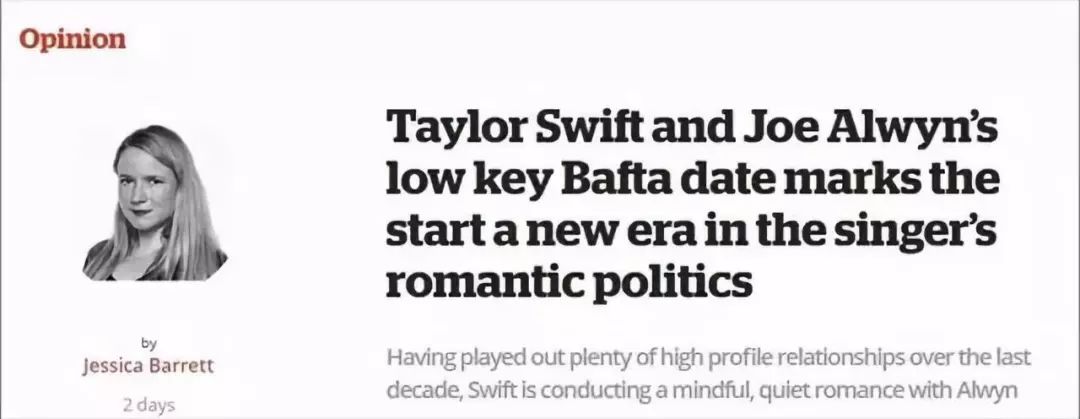 Opinion
Taylor Swift and Joe Alwyn's
low key Bafta date marks the
start a new era in the singer's
romantic politics
by
Jessica Barrett
2 days
Having played out plenty of high profile relationships over the last
decade, Swift is conducting a mindful, quiet romance with Alwyn